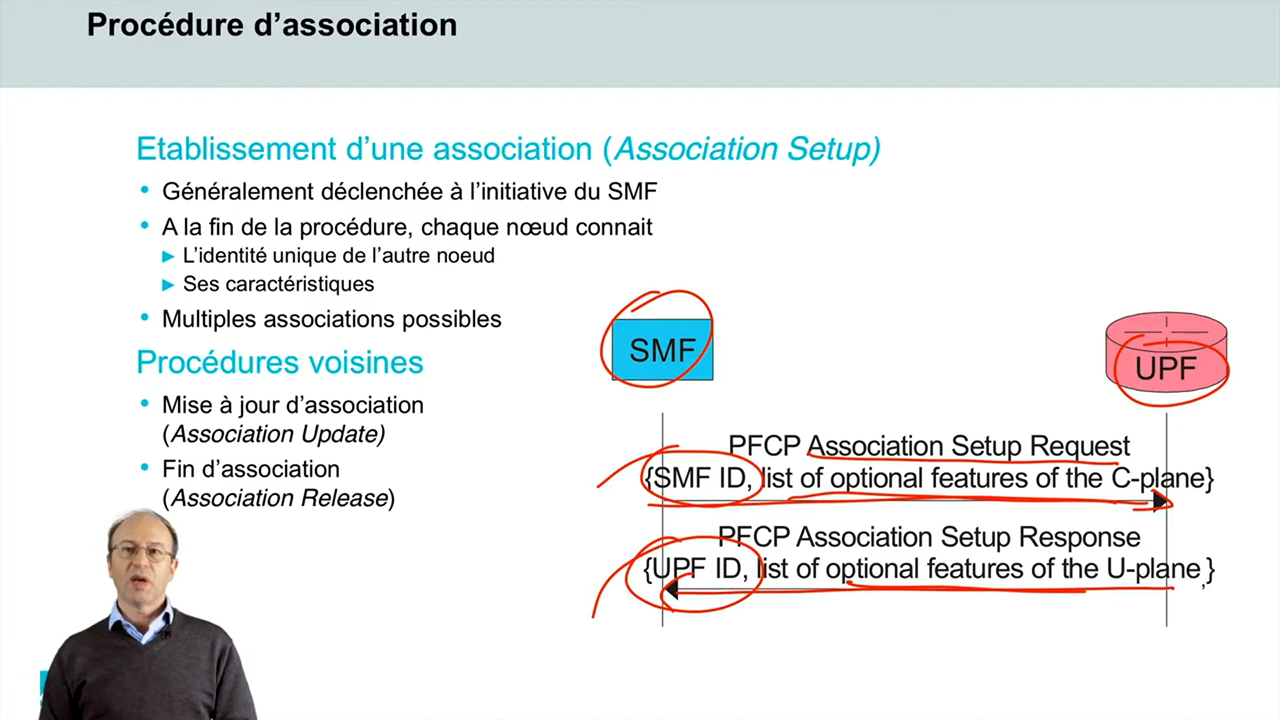 Procédure d’association
Etablissement d’une association (Association Setup)
• Généralement déclenchée à l’initiative du SMF
• A la fin de la procédure, chaque nœud connait
► L’identité unique de l’autre noeud
► Ses caractéristiques
• Multiples associations possibles
Procédures voisines
• Mise à jour d’association
(Association Update)
• Fin d’association
(Association Release)
SMF
UPF
PFCP Association Setup Request
{SMF ID, list of optional features of the C-plane}
PFCP Association Setup Response
{UPF ID, list of optional features of the U-plane,}